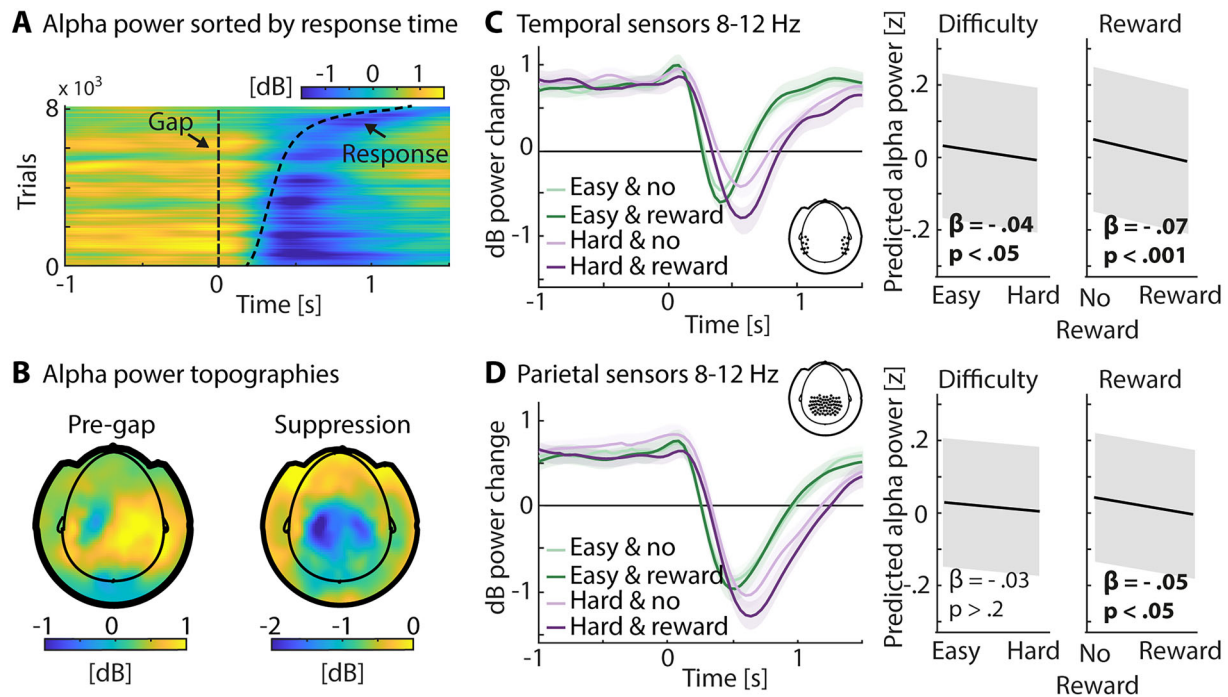 A Alpha power sorted by response time
[dB] -1 0 1
x 10³
8
4
0
Trials
Gap
Response
-1 0 1
Time [s]
B Alpha power topographies
Pre-gap
Suppression
-1 0 1
[dB]
-2 -1 0
[dB]
C Temporal sensors 8-12 Hz
dB power change
1
0
-1
Easy & no
Easy & reward
Hard & no
Hard & reward
-1 0 1
Time [s]
Predicted alpha power [z]
Difficulty
Reward
.2
0
-.2
β = - .04
p < .05
β = - .07
p < .001
Easy Hard
No Reward
Reward
D Parietal sensors 8-12 Hz
dB power change
1
0
-1
Easy & no
Easy & reward
Hard & no
Hard & reward
-1 0 1
Time [s]
Predicted alpha power [z]
Difficulty
Reward
.2
0
-.2
β = - .03
p > .2
β = - .05
p < .05
Easy Hard
No Reward
Reward